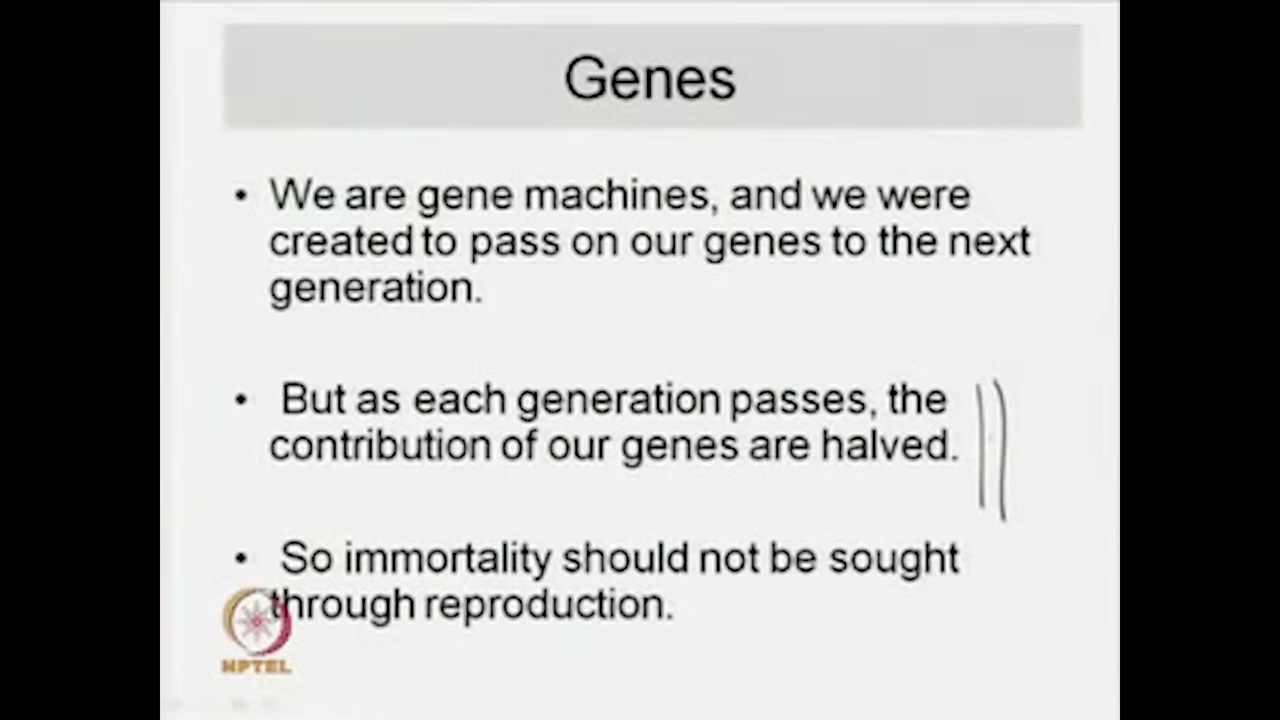 Genes
• We are gene machines, and we were
created to pass on our genes to the next
generation.
• But as each generation passes, the
contribution of our genes are halved.
• So immortality should not be sought
through reproduction.
NPTEL